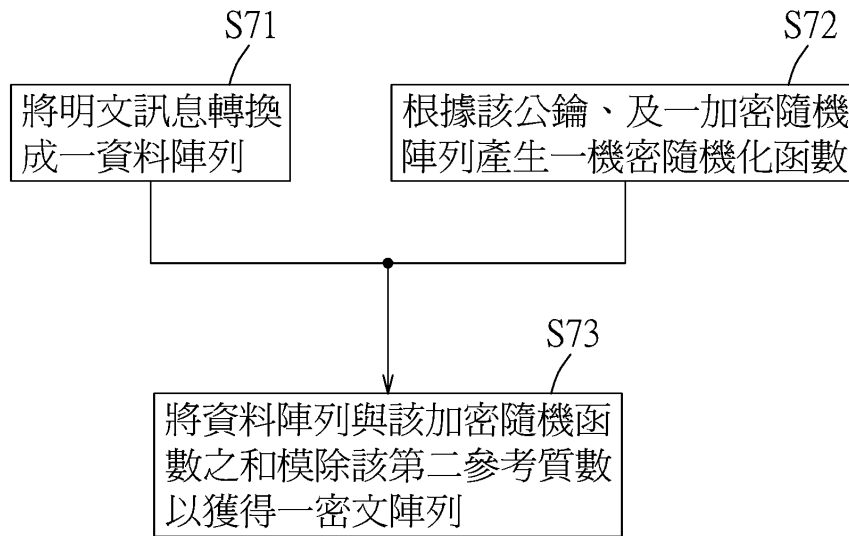 S71
將明文訊息轉換
成一資料陣列
S72
根據該公鑰、及一加密隨機
陣列產生一機密隨機化函數
S73
將資料陣列與該加密隨機函
數之和模除該第二參考質數
以獲得一密文陣列